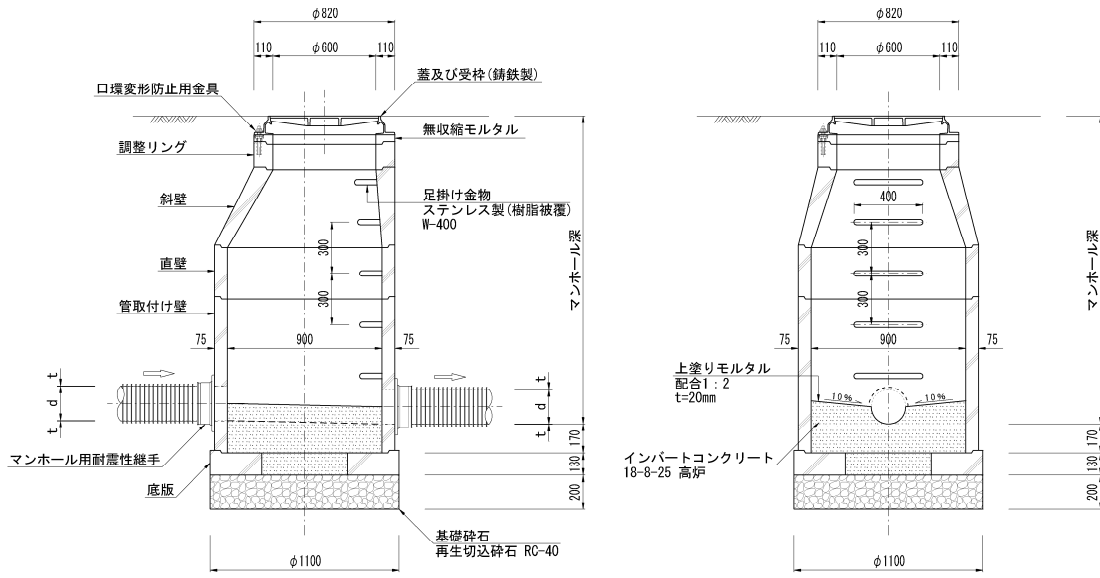 φ820
110
φ600
110
口環変形防止用金具
蓋及び受枠(鋳鉄製)
無収縮モルタル
調整リング
斜壁
足掛け金物
ステンレス製(樹脂被覆)
W-400
300
直壁
300
管取付け壁
75
900
75
マンホール深
t
d
t
t
d
t
170
130
200
マンホール用耐震性継手
底版
基礎砕石
再生切込砕石 RC-40
φ1100
φ820
110
φ600
110
400
300
300
75
900
75
マンホール深
上塗りモルタル
配合1:2
t=20mm
10%
10%
インバートコンクリート
18-8-25 高炉
170
130
200
φ1100